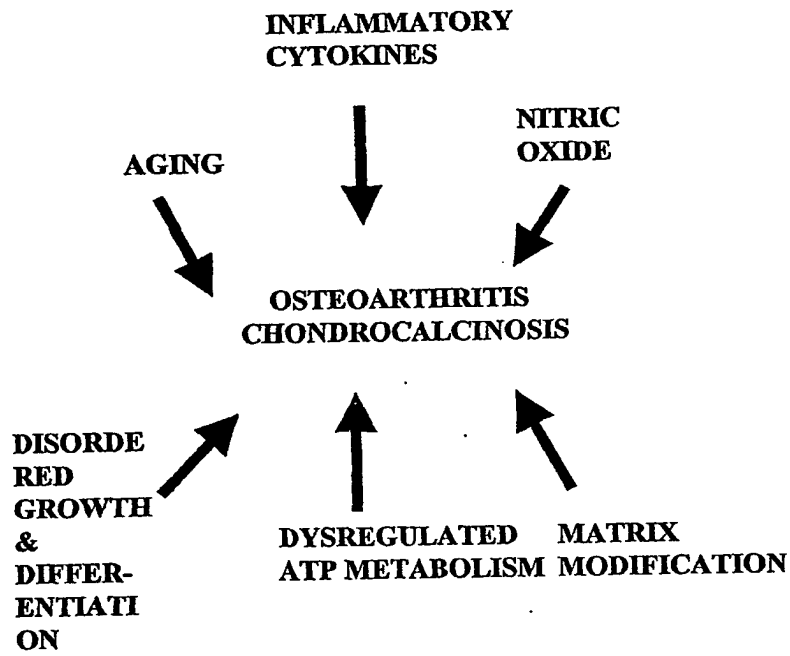 INFLAMMATORY
CYTOKINES
NITRIC
OXIDE
AGING
OSTEOARTHRITIS
CHONDROCALCINOSIS
DISORDE
RED
GROWTH
&
DIFFER-
ENTIATI
ON
DYSREGULATED
ATP METABOLISM
MATRIX
MODIFICATION